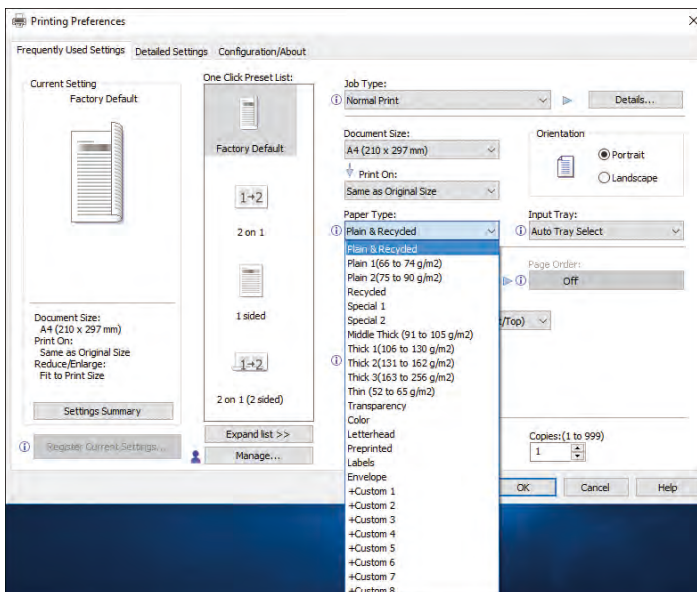 Printing Preferences
Frequently Used Settings
Detailed Settings
Configuration/About
Current Setting
Factory Default
Document Size:
A4 (210 x 297 mm)
Print On:
Same as Original Size
Reduce/Enlarge:
Fit to Print Size
Settings Summary
Register Current Settings...
One Click Preset List:
Factory Default
1→2
2 on 1
1 sided
1→2
2 on 1 (2 sided)
Expand list >>
Manage...
Job Type:
Normal Print
Details...
Document Size:
A4 (210 x 297 mm)
Print On:
Same as Original Size
Orientation
Portrait
Landscape
Paper Type:
Plain & Recycled
Input Tray:
Auto Tray Select
Plain & Recycled
Plain 1(66 to 74 g/m2)
Plain 2(75 to 90 g/m2)
Recycled
Special 1
Special 2
Middle Thick (91 to 105 g/m2)
Thick 1(106 to 130 g/m2)
Thick 2(131 to 162 g/m2)
Thick 3(163 to 256 g/m2)
Thin (52 to 65 g/m2)
Transparency
Color
Letterhead
Preprinted
Labels
Envelope
+Custom 1
+Custom 2
+Custom 3
+Custom 4
+Custom 5
+Custom 6
+Custom 7
+Custom 8
Page Order:
Off
/Top)
Copies:(1 to 999)
1
OK
Cancel
Help